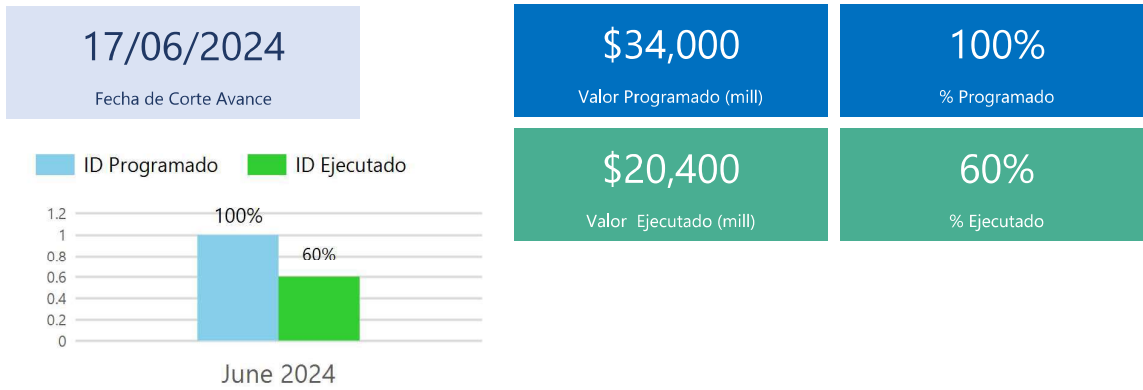 17/06/2024
Fecha de Corte Avance
$34,000
Valor Programado (mill)
100%
% Programado
$20,400
Valor Ejecutado (mill)
60%
% Ejecutado
ID Programado
ID Ejecutado
1.2
1
0.8
0.6
0.4
0.2
0
100%
60%
June 2024